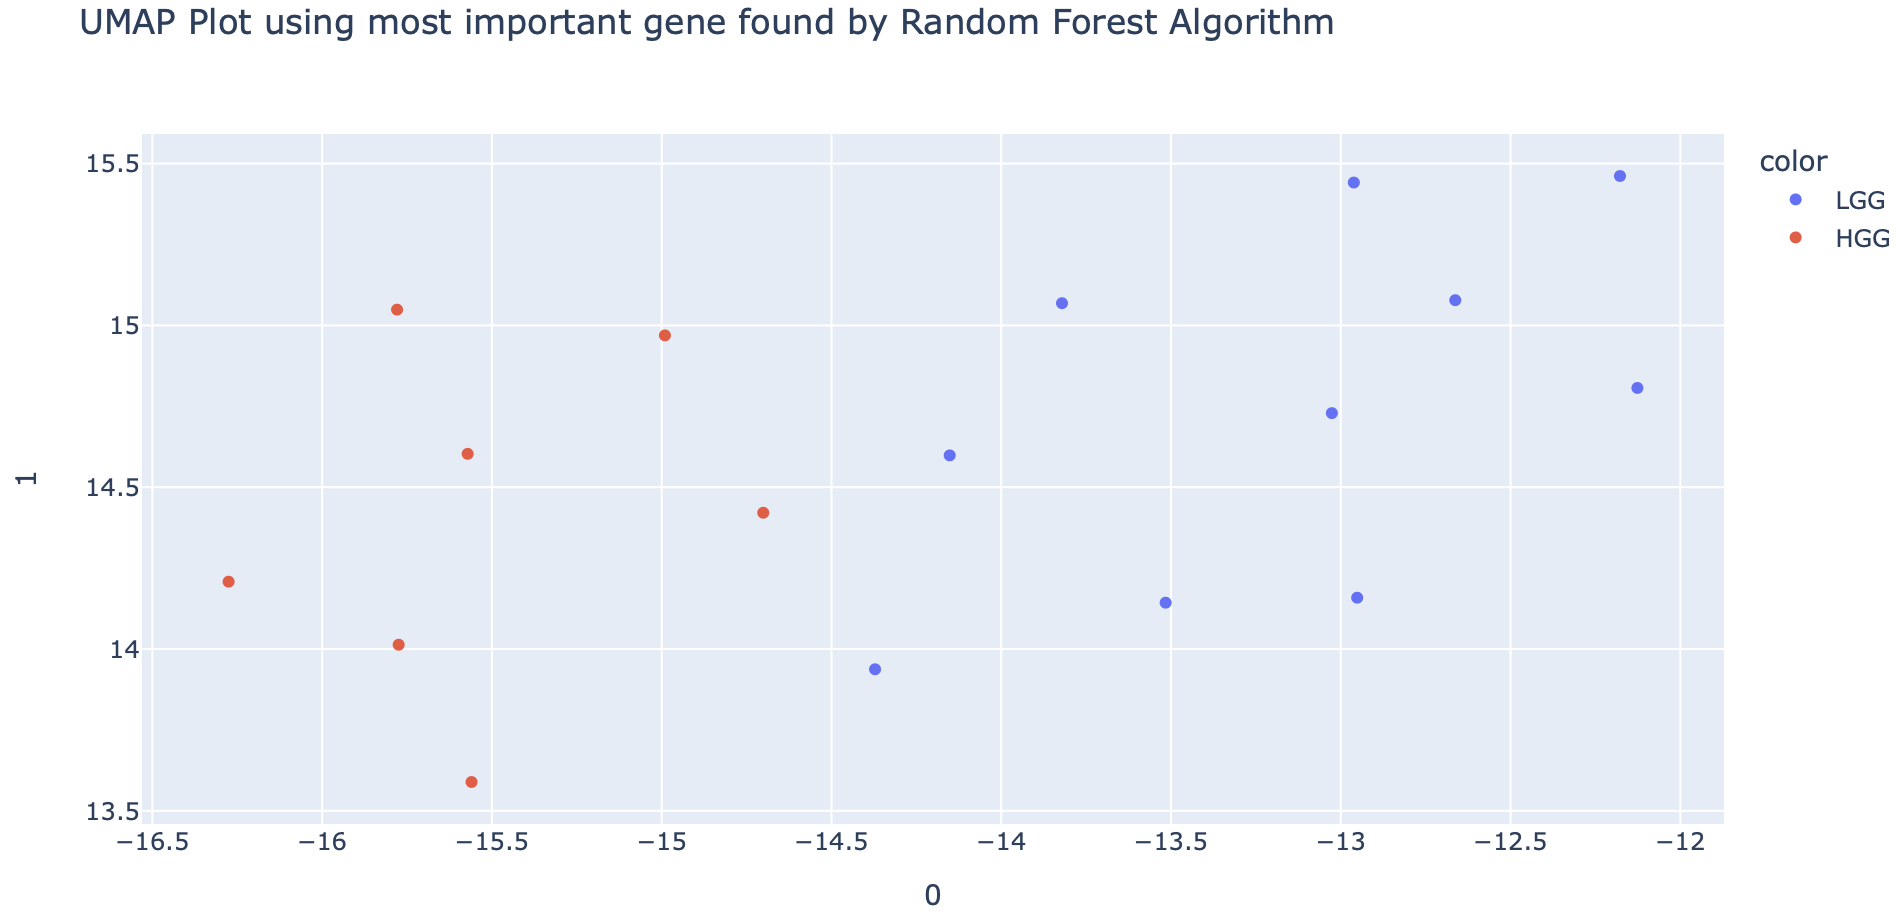 UMAP Plot using most important gene found by Random Forest Algorithm
15.5
15
14.5
14
13.5
1
−16.5 −16 −15.5 −15 −14.5 −14 −13.5 −13 −12.5 −12
0
color
LGG
HGG